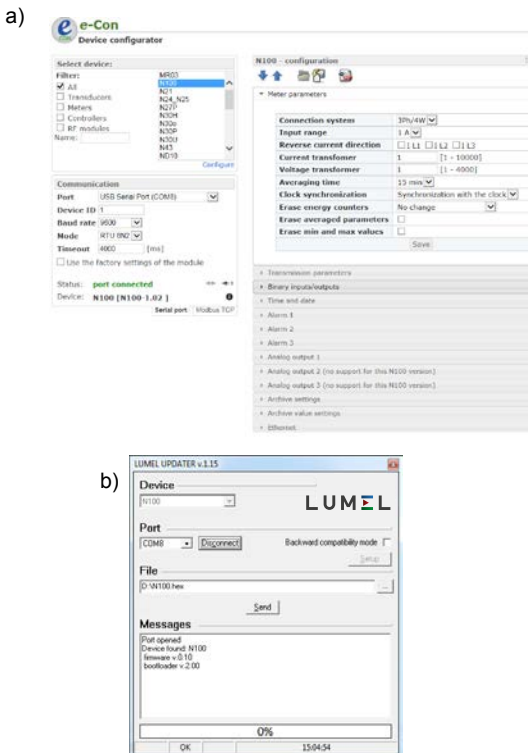 a)
e-Con
Device configurator
Select device:
Filter:
All
Transducers
Meters
Controllers
RF modules
Name:
MR03
N100
N21
N24_N25
N27P
N30H
N30o
N30P
N30U
N43
ND10
Configure
Communication
Port USB Serial Port (COM8)
Device ID 1
Baud rate 9600
Mode RTU 8N2
Timeout 4000 [ms]
Use the factory settings of the module
Status: port connected
Device: N100 [N100-1.02 ]
Serial port Modbus TCP
N100 - configuration
Meter parameters
Connection system 3Ph/4W
Input range 1 A
Reverse current direction L1 L2 L3
Current transfomer 1 [1 - 10000]
Voltage transformer 1 [1 - 4000]
Averaging time 15 min
Clock synchronization Synchronization with the clock
Erase energy counters No change
Erase averaged parameters
Erase min and max values
Save
Transmission parameters
Binary inputs/outputs
Time and date
Alarm 1
Alarm 2
Alarm 3
Analog output 1
Analog output 2 (no support for this N100 version)
Analog output 3 (no support for this N100 version)
Archive settings
Archive value settings
Ethernet
b)
LUMEL UPDATER v.1.15
Device
N100
LUMEL
Port
COM8 Disconnect Backward compatibility mode
Setup
File
D:\N100.hex ...
Send
Messages
Port opened
Device found: N100
firmware v.0.10
bootloader v.2.00
0%
OK 15:04:54